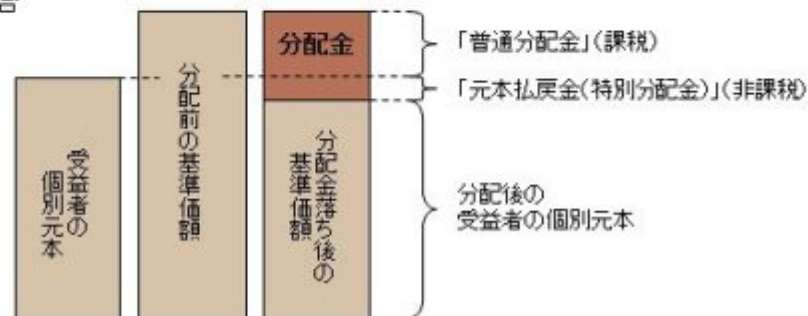 分配金
「普通分配金」(課税)
「元本払戻金(特別分配金)」(非課税)
受益者の
個別元本
分配前の基準価額
分配金落ち後の
基準価額
分配後の
受益者の個別元本